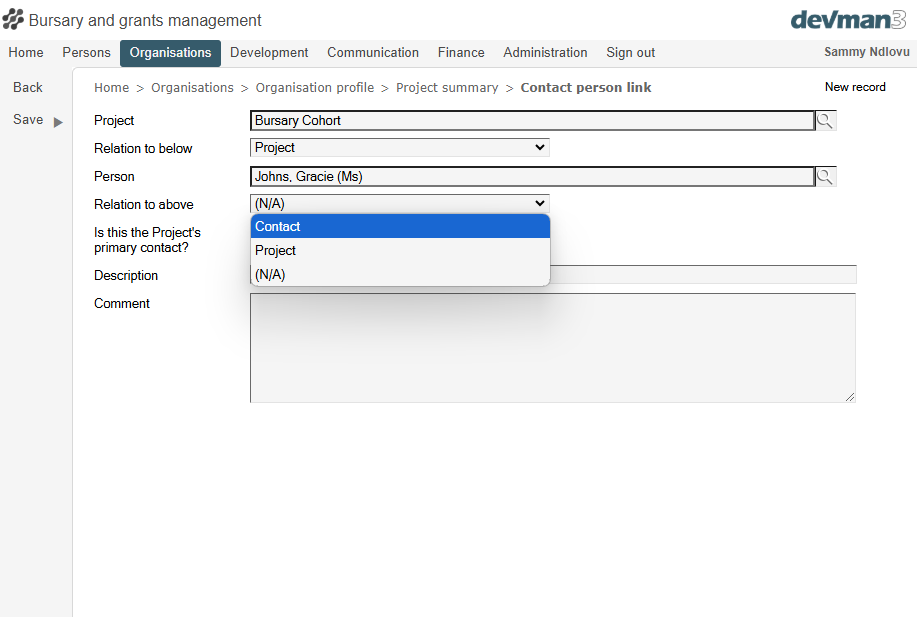 Bursary and grants management
devman3
Home Persons Organisations Development Communication Finance Administration Sign out Sammy Ndlovu
Back
Home > Organisations > Organisation profile > Project summary > Contact person link New record
Save
Project Bursary Cohort
Relation to below Project
Person Johns, Gracie (Ms)
Relation to above (N/A)
Contact
Is this the Project's
primary contact?
Project
Description (N/A)
Comment